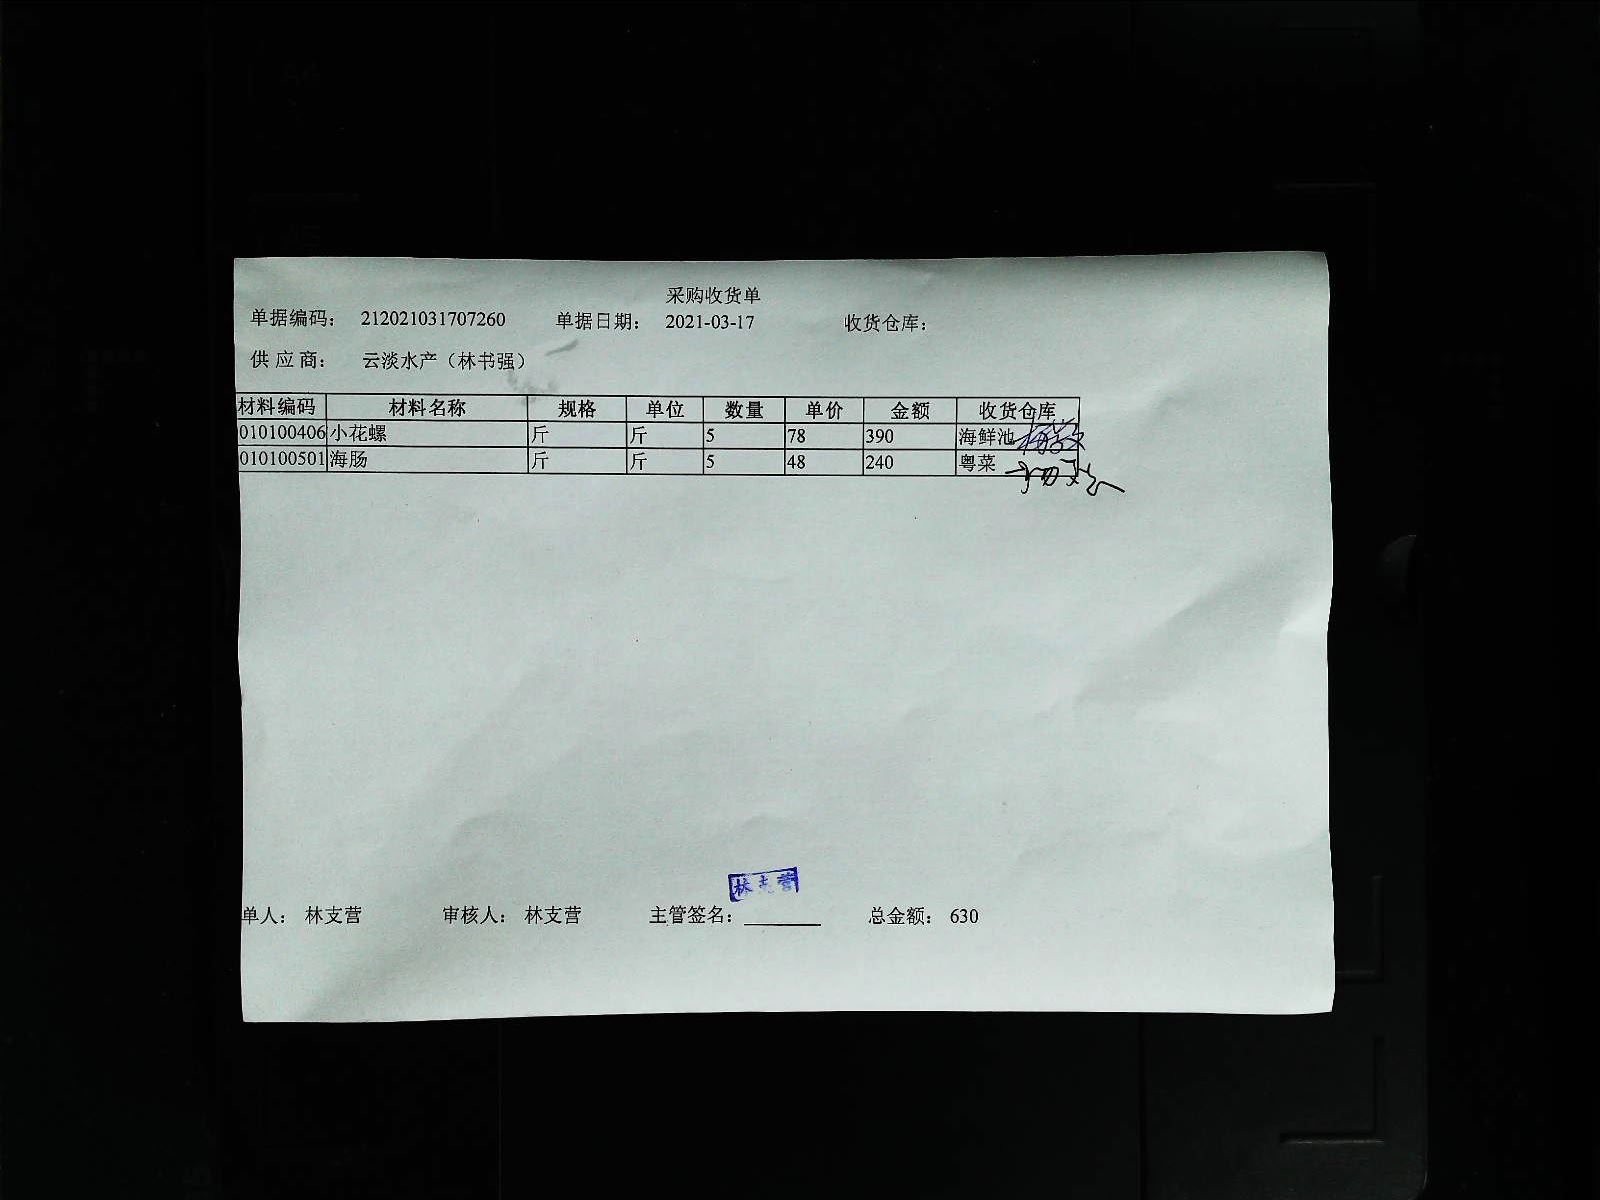 采购收货单
单据编码： 212021031707260 单据日期： 2021-03-17 收货仓库：
供 应 商： 云淡水产（林书强）
材料编码 材料名称 规格 单位 数量 单价 金额 收货仓库
010100406 小花螺 斤 斤 5 78 390 海鲜池
010100501 海肠 斤 斤 5 48 240 粤菜
林支营
单人： 林支营 审核人： 林支营 主管签名： 总金额： 630